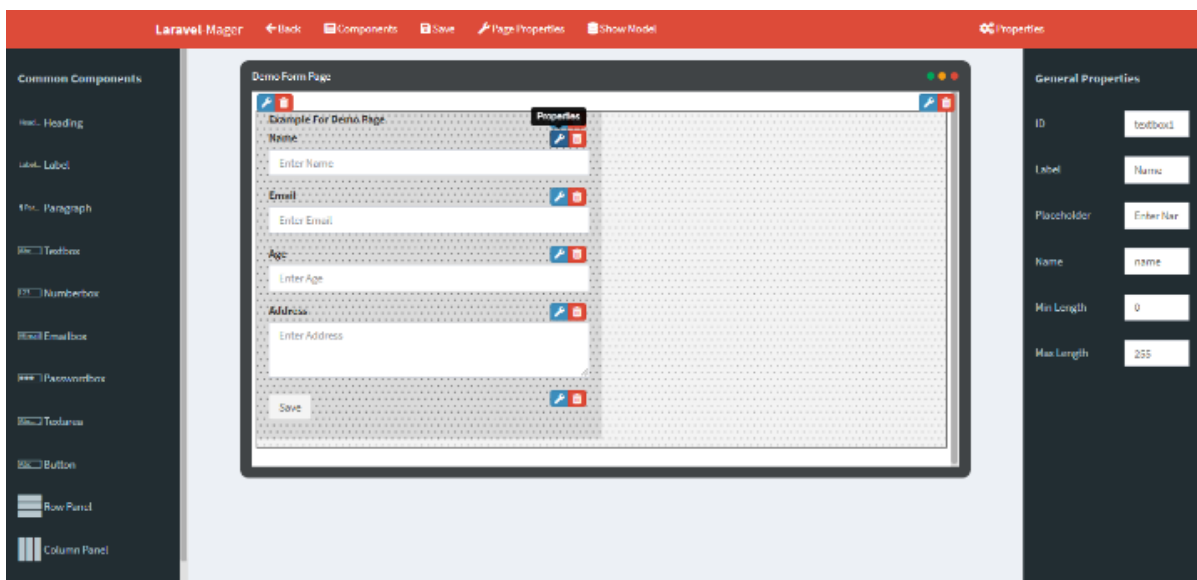 Laravel-Mager
Back
Components
Save
Page Properties
Show Model
Properties
Common Components
Heading
Label
Paragraph
Textbox
Numberbox
Emailbox
Passwordbox
Textarea
Button
Row Panel
Column Panel
Demo Form Page
Example For Demo Page
Properties
Name
Enter Name
Email
Enter Email
Age
Enter Age
Address
Enter Address
Save
General Properties
ID textbox1
Label Name
Placeholder Enter Nar
Name name
Min Length 0
Max Length 255